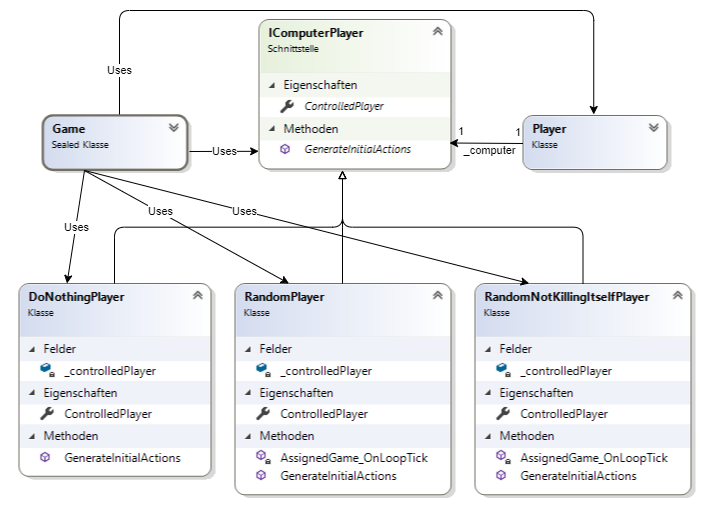 IComputerPlayer
Schnittstelle
Eigenschaften
ControlledPlayer
Methoden
GenerateInitialActions
Uses
Game
Sealed Klasse
Uses
1
1
_computer
Player
Klasse
Uses
Uses
Uses
DoNothingPlayer
Klasse
Felder
_controlledPlayer
Eigenschaften
ControlledPlayer
Methoden
GenerateInitialActions
RandomPlayer
Klasse
Felder
_controlledPlayer
Eigenschaften
ControlledPlayer
Methoden
AssignedGame_OnLoopTick
GenerateInitialActions
RandomNotKillingItselfPlayer
Klasse
Felder
_controlledPlayer
Eigenschaften
ControlledPlayer
Methoden
AssignedGame_OnLoopTick
GenerateInitialActions